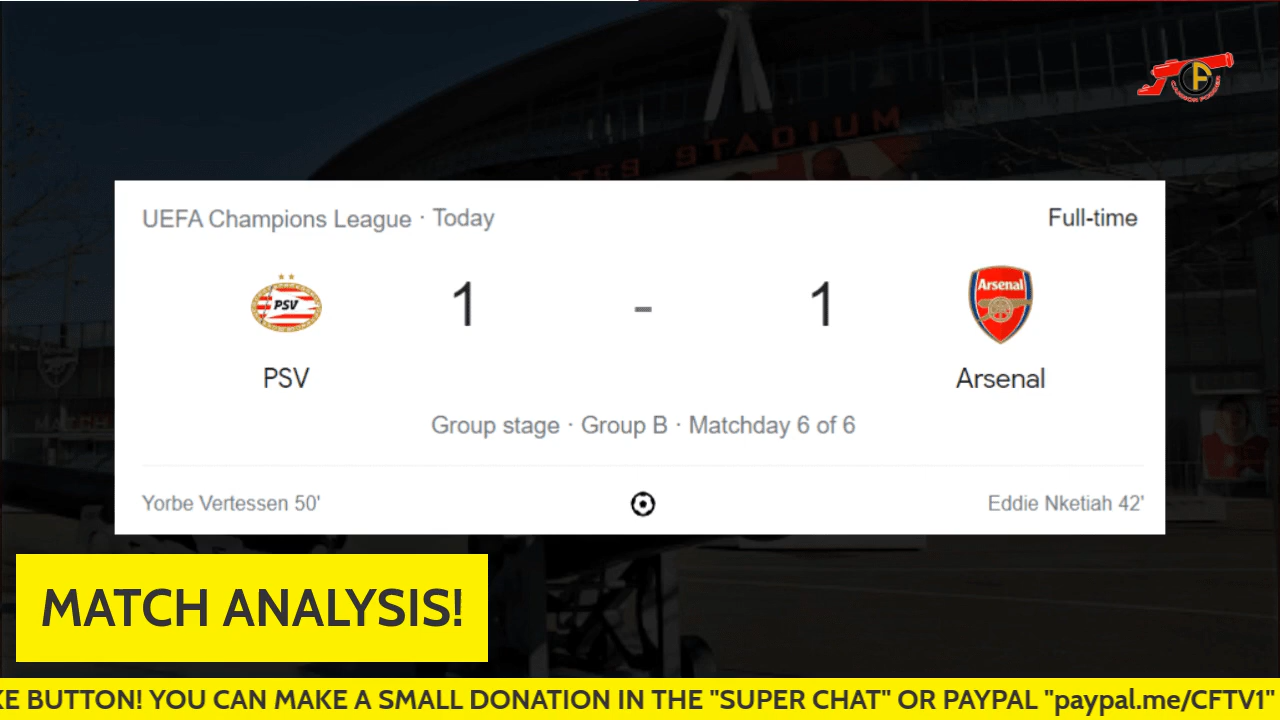 STADIUM
UEFA Champions League · Today
Full-time
PSV
1 - 1
Arsenal
PSV
Arsenal
Group stage · Group B · Matchday 6 of 6
Yorbe Vertessen 50'
Eddie Nketiah 42'
MATCH ANALYSIS!
KE BUTTON! YOU CAN MAKE A SMALL DONATION IN THE "SUPER CHAT" OR PAYPAL "paypal.me/CFTV1"